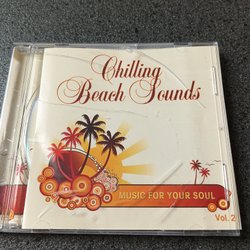 Chilling
Beach Sounds
MUSIC FOR YOUR SOUL
Vol. 2